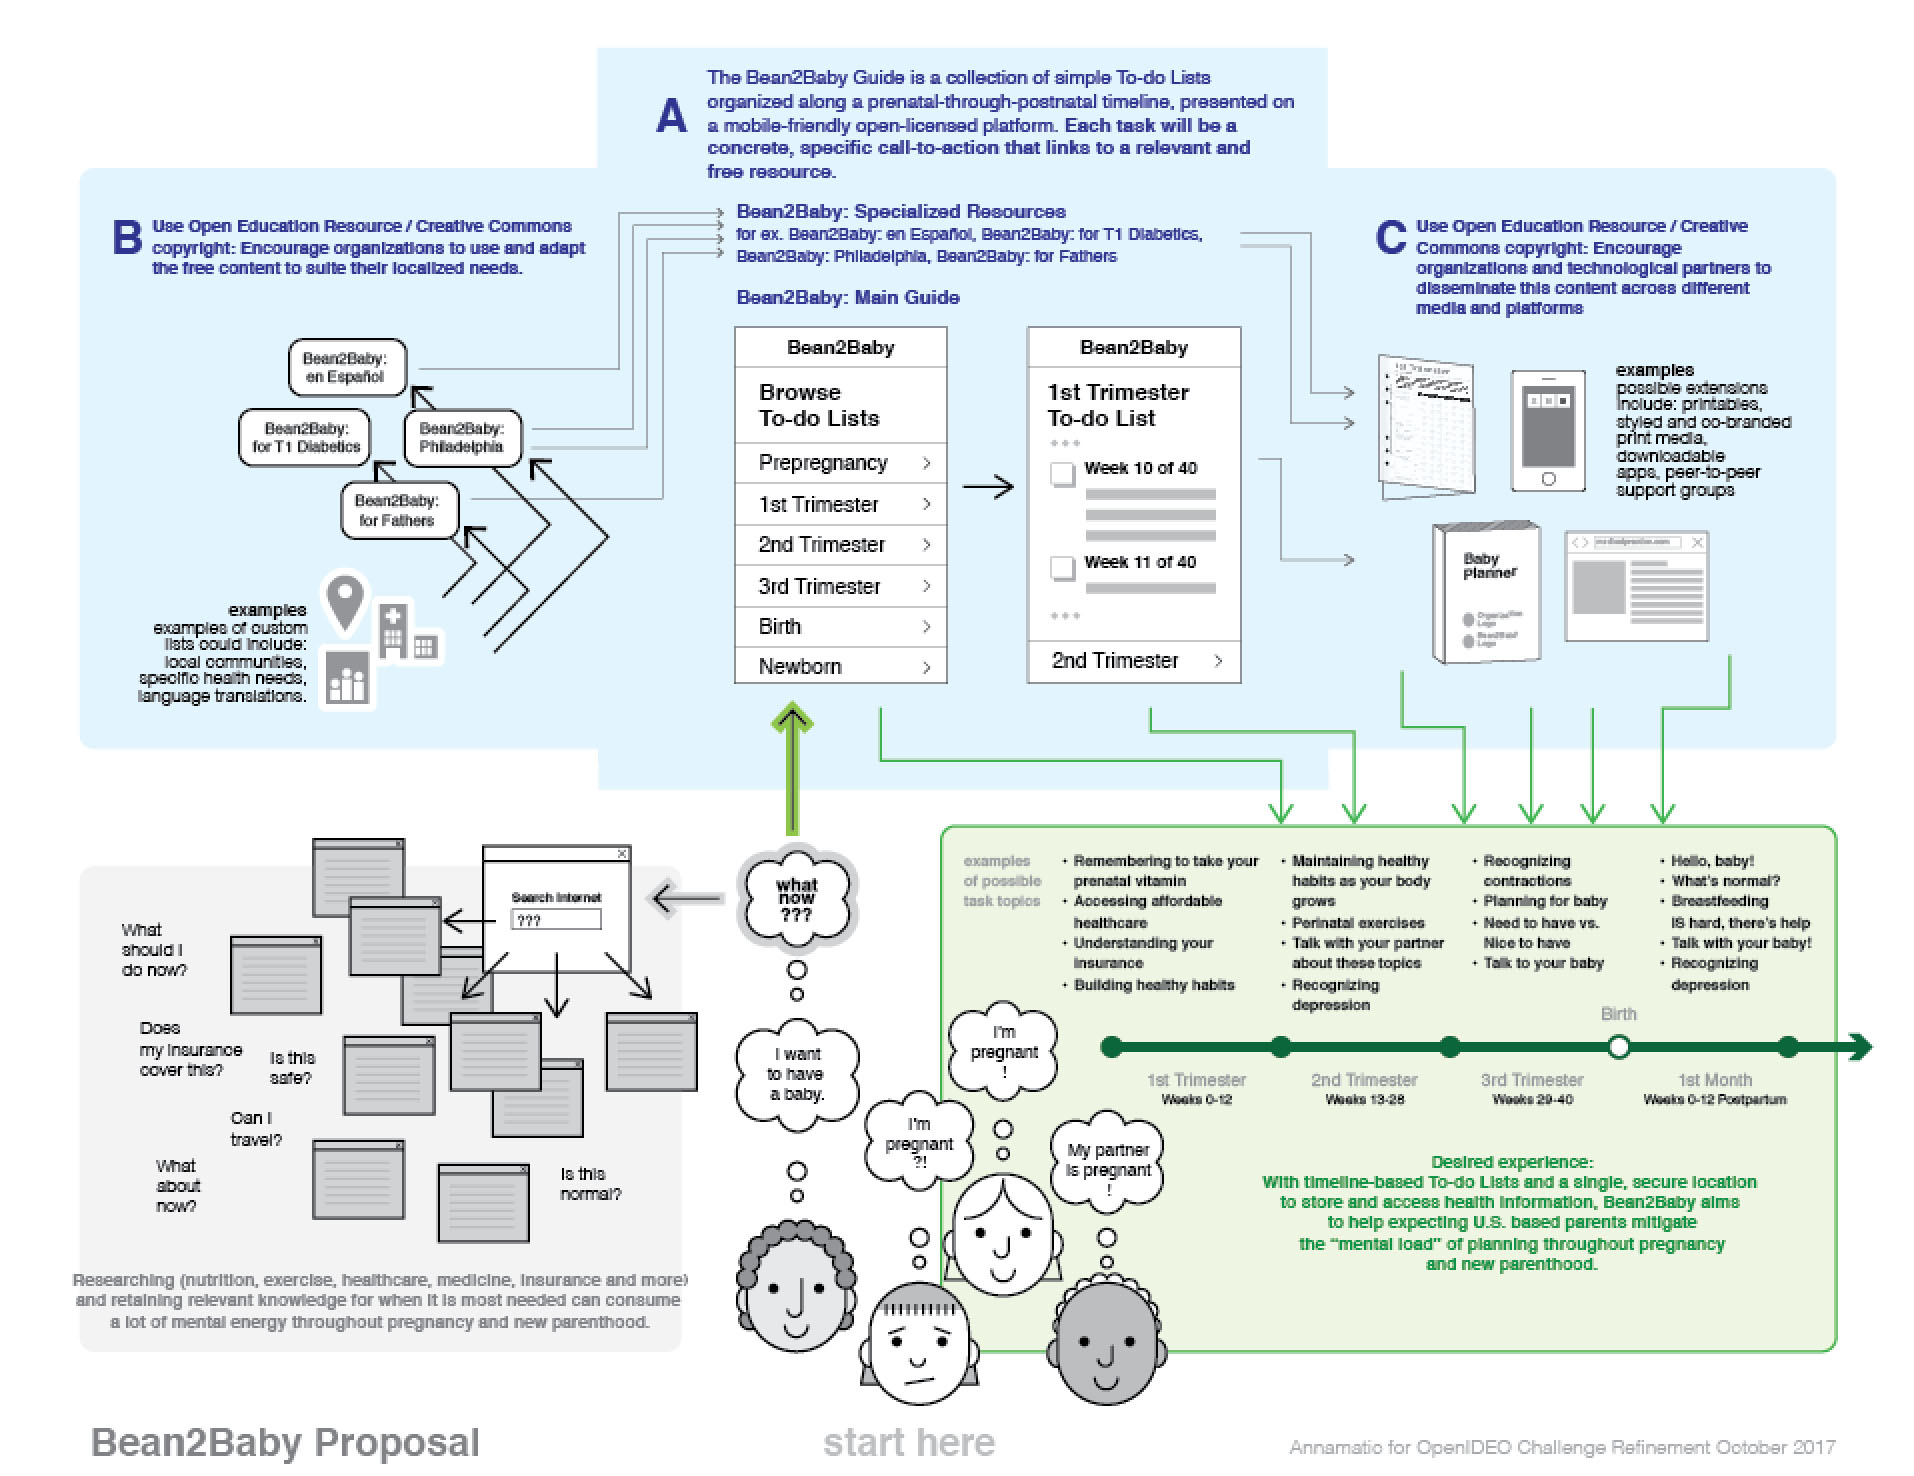 A
The Bean2Baby Guide is a collection of simple To-do Lists
organized along a prenatal-through-postnatal timeline, presented on
a mobile-friendly open-licensed platform. Each task will be a
concrete, specific call-to-action that links to a relevant and
free resource.
B
Use Open Education Resource / Creative Commons
copyright: Encourage organizations to use and adapt
the free content to suite their localized needs.
Bean2Baby: Specialized Resources
for ex. Bean2Baby: en Español, Bean2Baby: for T1 Diabetics,
Bean2Baby: Philadelphia, Bean2Baby: for Fathers
C
Use Open Education Resource / Creative
Commons copyright: Encourage
organizations and technological partners to
disseminate this content across different
media and platforms
Bean2Baby:
en Español
Bean2Baby:
for T1 Diabetics
Bean2Baby:
Philadelphia
Bean2Baby:
for Fathers
examples
examples of custom
lists could include:
local communities,
specific health needs,
language translations.
Bean2Baby: Main Guide
Bean2Baby
Browse
To-do Lists
Prepregnancy
1st Trimester
2nd Trimester
3rd Trimester
Birth
Newborn
Bean2Baby
1st Trimester
To-do List
Week 10 of 40
Week 11 of 40
2nd Trimester
1st Trimester
examples
possible extensions
include: printables,
styled and co-branded
print media,
downloadable
apps, peer-to-peer
support groups
Baby
Planner
Organization
Logo
Bean2Baby
Logo
what
now
???
Search Internet
???
What
should I
do now?
Does
my insurance
cover this?
Is this
safe?
Can I
travel?
What
about
now?
Is this
normal?
Researching (nutrition, exercise, healthcare, medicine, insurance and more)
and retaining relevant knowledge for when it is most needed can consume
a lot of mental energy throughout pregnancy and new parenthood.
I want
to have
a baby.
I'm
pregnant
?!
I'm
pregnant
!
My partner
is pregnant
!
examples
of possible
task topics
• Remembering to take your
prenatal vitamin
• Accessing affordable
healthcare
• Understanding your
insurance
• Building healthy habits
• Maintaining healthy
habits as your body
grows
• Perinatal exercises
• Talk with your partner
about these topics
• Recognizing
depression
• Recognizing
contractions
• Planning for baby
• Need to have vs.
Nice to have
• Talk to your baby
• Hello, baby!
• What's normal?
• Breastfeeding
IS hard, there's help
• Talk with your baby!
• Recognizing
depression
Birth
1st Trimester
Weeks 0-12
2nd Trimester
Weeks 13-28
3rd Trimester
Weeks 29-40
1st Month
Weeks 0-12 Postpartum
Desired experience:
With timeline-based To-do Lists and a single, secure location
to store and access health information, Bean2Baby aims
to help expecting U.S. based parents mitigate
the “mental load” of planning throughout pregnancy
and new parenthood.
Bean2Baby Proposal
start here
Annamatic for OpenIDEO Challenge Refinement October 2017